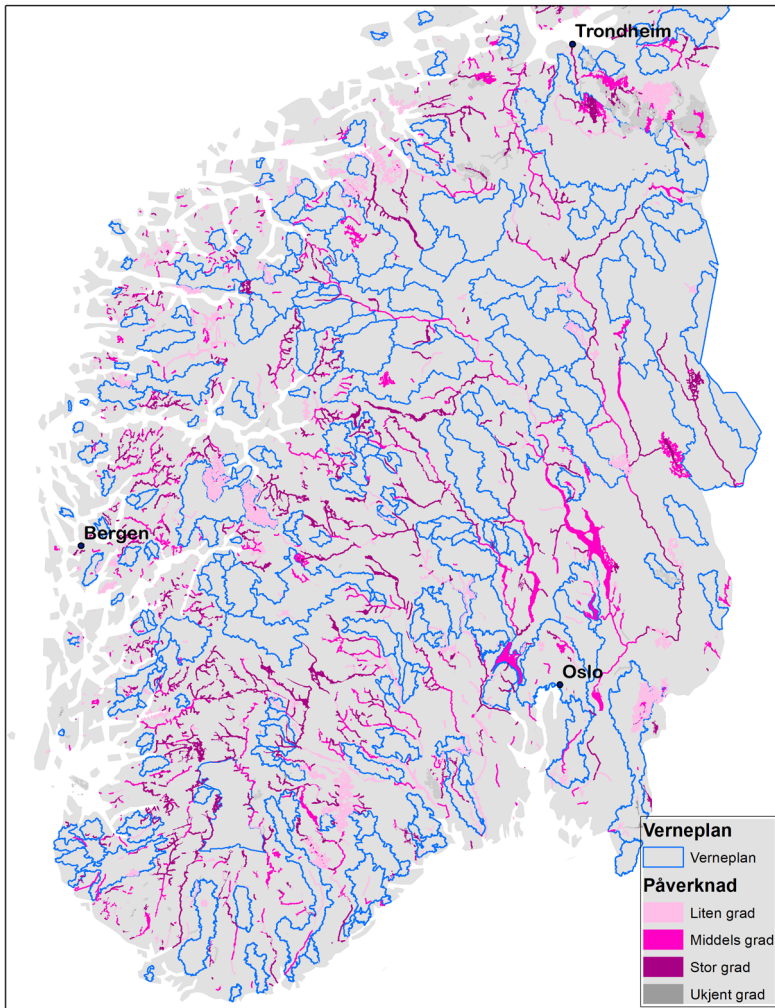 Trondheim
Bergen
Oslo
Verneplan
Verneplan
Påverknad
Liten grad
Middels grad
Stor grad
Ukjent grad